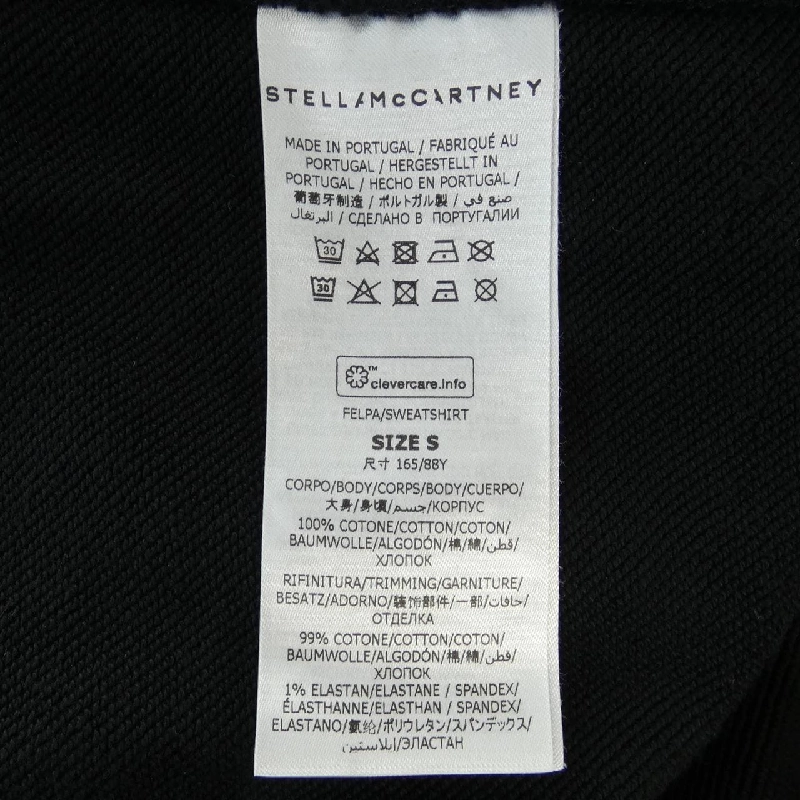 STELLA McCARTNEY
MADE IN PORTUGAL / FABRIQUÉ AU
PORTUGAL / HERGESTELLT IN
PORTUGAL / HECHO EN PORTUGAL /
葡萄牙制造 / ポルトガル製 / صنع في
البرتغال / СДЕЛАНО В ПОРТУГАЛИИ
30
30
™ clevercare.info
FELPA/SWEATSHIRT
SIZE S
尺寸 165/88Y
CORPO/BODY/CORPS/BODY/CUERPO/
大身/身頃/جسم/КОРПУС
100% COTONE/COTTON/COTON/
BAUMWOLLE/ALGODÓN/棉/綿/قطن/
ХЛОПОК
RIFINITURA/TRIMMING/GARNITURE/
BESATZ/ADORNO/装饰部件/一部/حافات/
ОТДЕЛКА
99% COTONE/COTTON/COTON/
BAUMWOLLE/ALGODÓN/棉/綿/قطن/
ХЛОПОК
1% ELASTAN/ELASTANE / SPANDEX/
ÉLASTHANNE/ELASTHAN / SPANDEX/
ELASTANO/氨纶/ポリウレタン/スパンデックス/
إيلاستين/ЭЛАСТАН